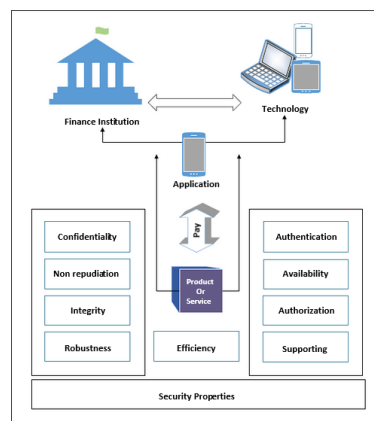 Finance Institution
Technology
Application
Pay
Confidentiality
Non repudiation
Integrity
Robustness
Product
Or
Service
Efficiency
Authentication
Availability
Authorization
Supporting
Security Properties